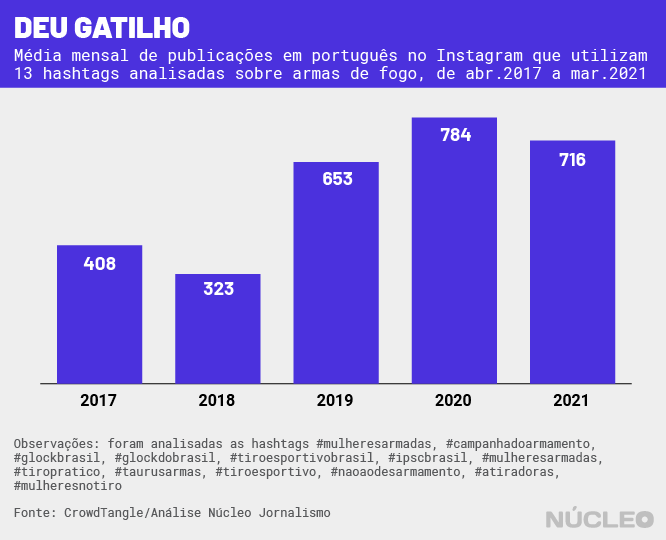 DEU GATILHO
Média mensal de publicações em português no Instagram que utilizam
13 hashtags analisadas sobre armas de fogo, de abr.2017 a mar.2021
408
323
653
784
716
2017
2018
2019
2020
2021
Observações: foram analisadas as hashtags #mulheresarmadas, #campanhadoarmamento,
#glockbrasil, #glockdobrasil, #tiroesportivobrasil, #ipscbrasil, #mulheresarmadas,
#tiropratico, #taurusarmas, #tiroesportivo, #naoaodesarmamento, #atiradoras,
#mulheresnotiro
Fonte: CrowdTangle/Análise Núcleo Jornalismo
NÚCLEO